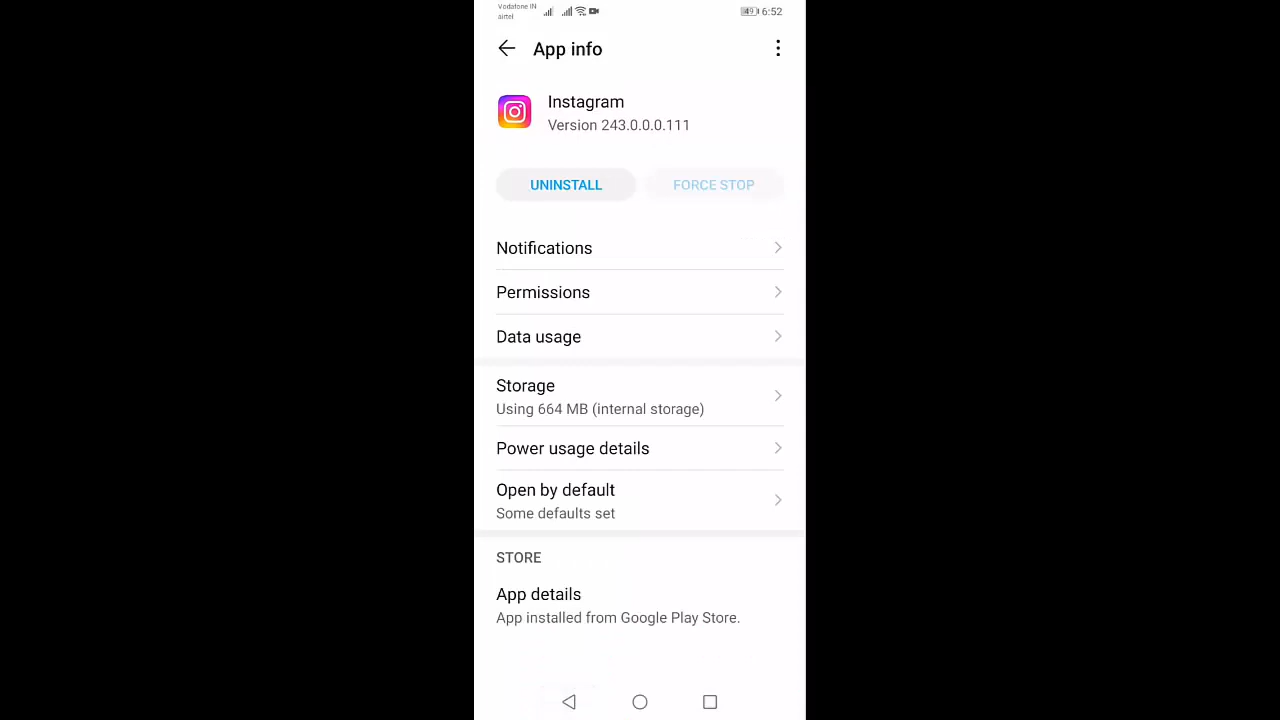 Vodafone IN
airtel
49 6:52
App info
Instagram
Version 243.0.0.0.111
UNINSTALL FORCE STOP
Notifications
Permissions
Data usage
Storage
Using 664 MB (internal storage)
Power usage details
Open by default
Some defaults set
STORE
App details
App installed from Google Play Store.